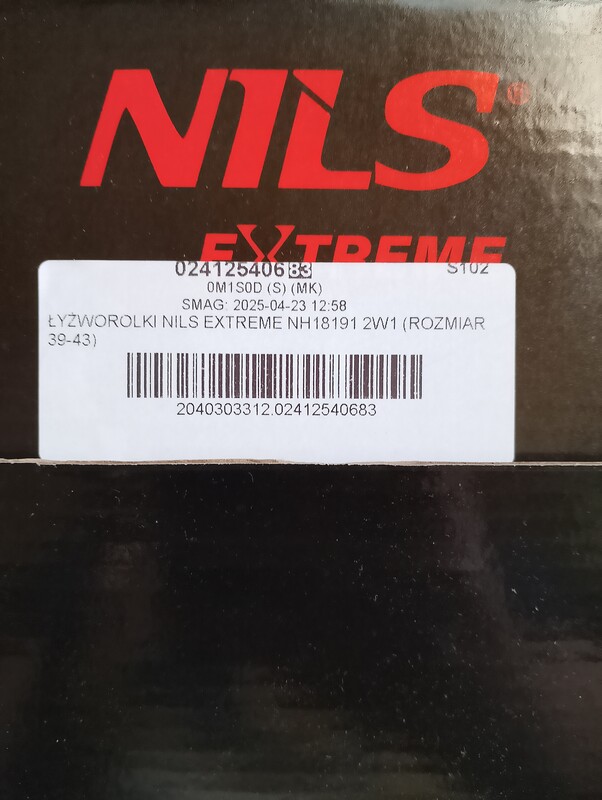 NILS®
EXTREME
02412540683
S102
0M1S0D (S) (MK)
SMAG: 2025-04-23 12:58
ŁYŻWOROLKI NILS EXTREME NH18191 2W1 (ROZMIAR
39-43)
2040303312.02412540683